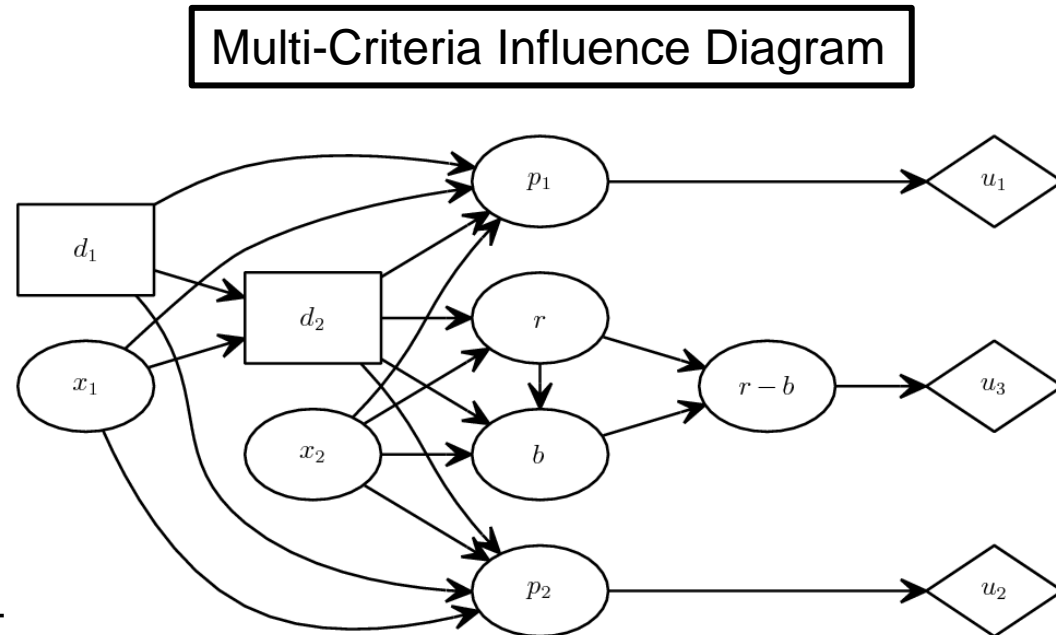 Multi-Criteria Influence Diagram
p₁
u₁
d₁
d₂
r
x₁
r − b
u₃
x₂
b
p₂
u₂